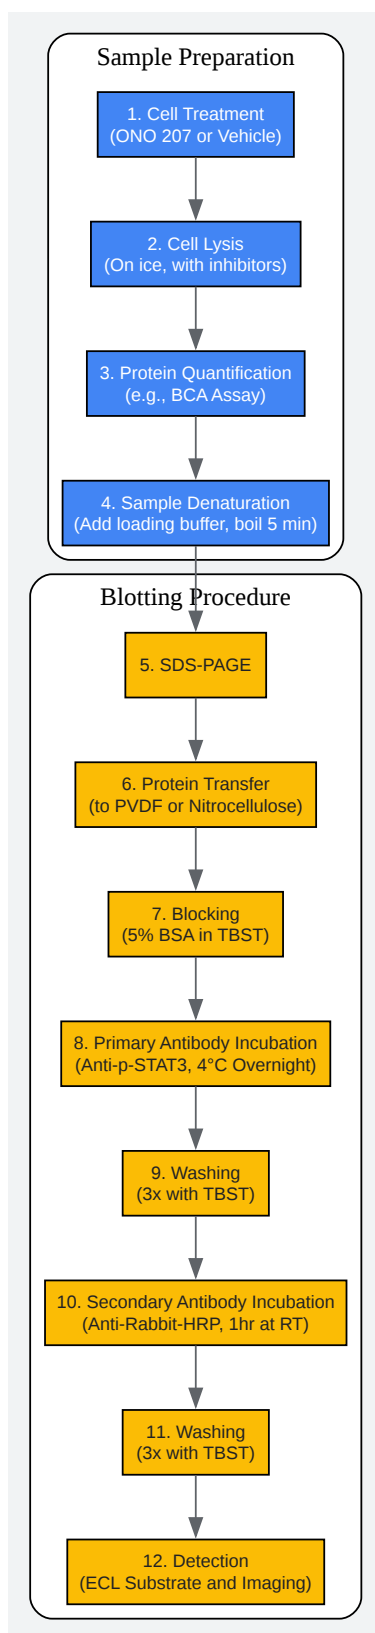 Sample Preparation
1. Cell Treatment
(ONO 207 or Vehicle)
2. Cell Lysis
(On ice, with inhibitors)
3. Protein Quantification
(e.g., BCA Assay)
4. Sample Denaturation
(Add loading buffer, boil 5 min)
Blotting Procedure
5. SDS-PAGE
6. Protein Transfer
(to PVDF or Nitrocellulose)
7. Blocking
(5% BSA in TBST)
8. Primary Antibody Incubation
(Anti-p-STAT3, 4°C Overnight)
9. Washing
(3x with TBST)
10. Secondary Antibody Incubation
(Anti-Rabbit-HRP, 1hr at RT)
11. Washing
(3x with TBST)
12. Detection
(ECL Substrate and Imaging)